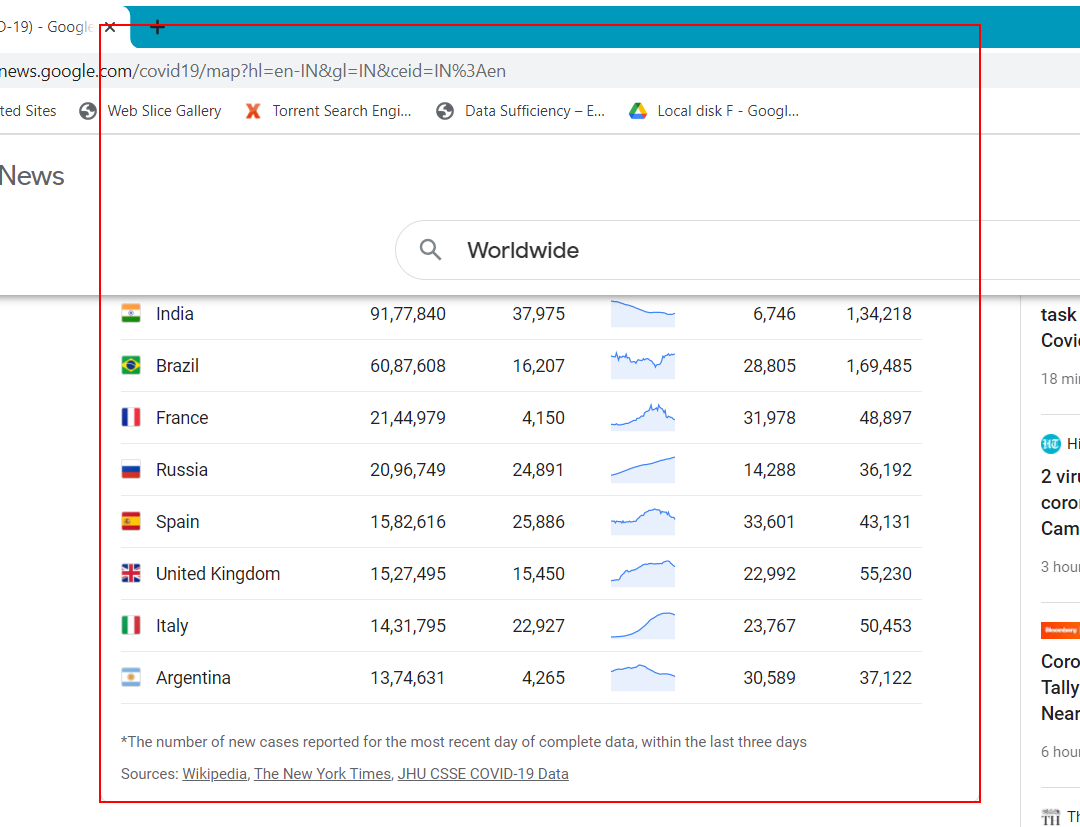 D-19) - Google
news.google.com/covid19/map?hl=en-IN&gl=IN&ceid=IN%3Aen
ted Sites Web Slice Gallery Torrent Search Engi... Data Sufficiency – E... Local disk F - Googl...
News
Worldwide
India 91,77,840 37,975 6,746 1,34,218
Brazil 60,87,608 16,207 28,805 1,69,485
France 21,44,979 4,150 31,978 48,897
Russia 20,96,749 24,891 14,288 36,192
Spain 15,82,616 25,886 33,601 43,131
United Kingdom 15,27,495 15,450 22,992 55,230
Italy 14,31,795 22,927 23,767 50,453
Argentina 13,74,631 4,265 30,589 37,122
*The number of new cases reported for the most recent day of complete data, within the last three days
Sources: Wikipedia, The New York Times, JHU CSSE COVID-19 Data
task
Covi
18 min
HT Hi
2 viru
coro
Cam
3 hour
Bloomberg
Coro
Tally
Near
6 hour
TH Th